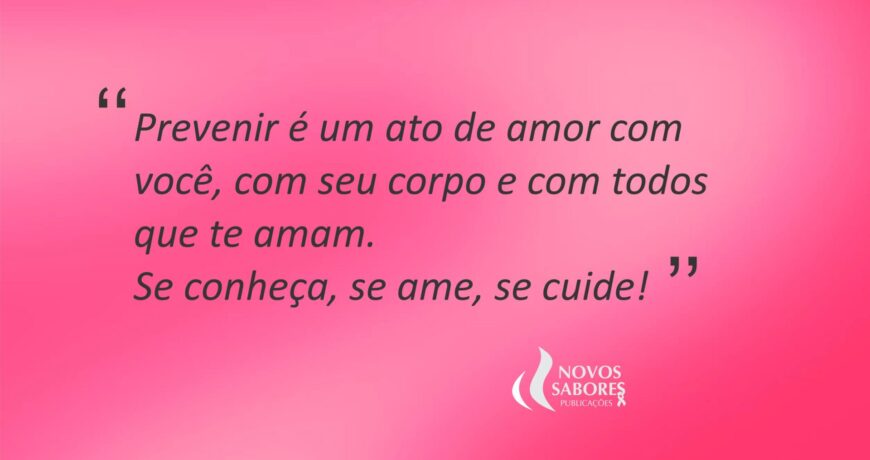 “
Prevenir é um ato de amor com
você, com seu corpo e com todos
que te amam.
Se conheça, se ame, se cuide! ”
NOVOS
SABORES
PUBLICAÇÕES